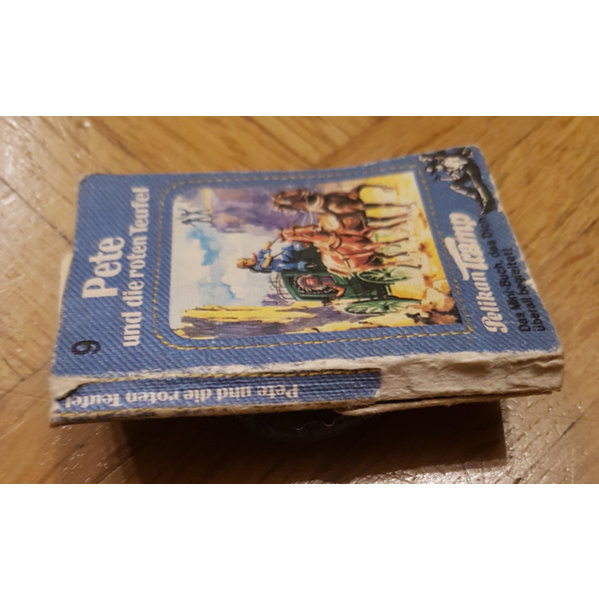 9
Pete
und die roten Teufel
Pelikan Tramp
Das Mini-Buch, das Dich
überall begleitet!
Pete und die roten Teufel